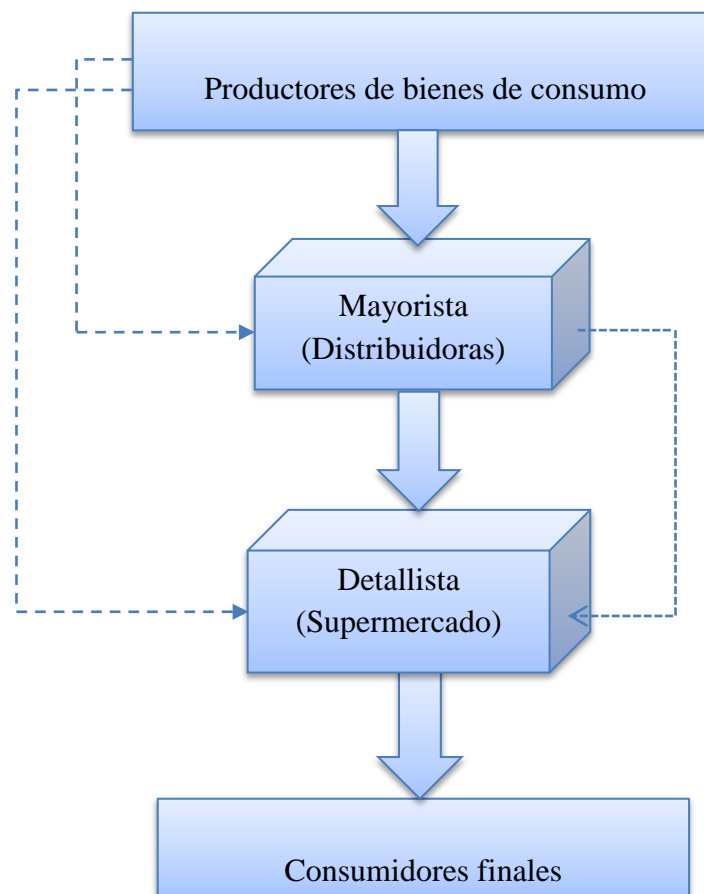 Productores de bienes de consumo
Mayorista
(Distribuidoras)
Detallista
(Supermercado)
Consumidores finales